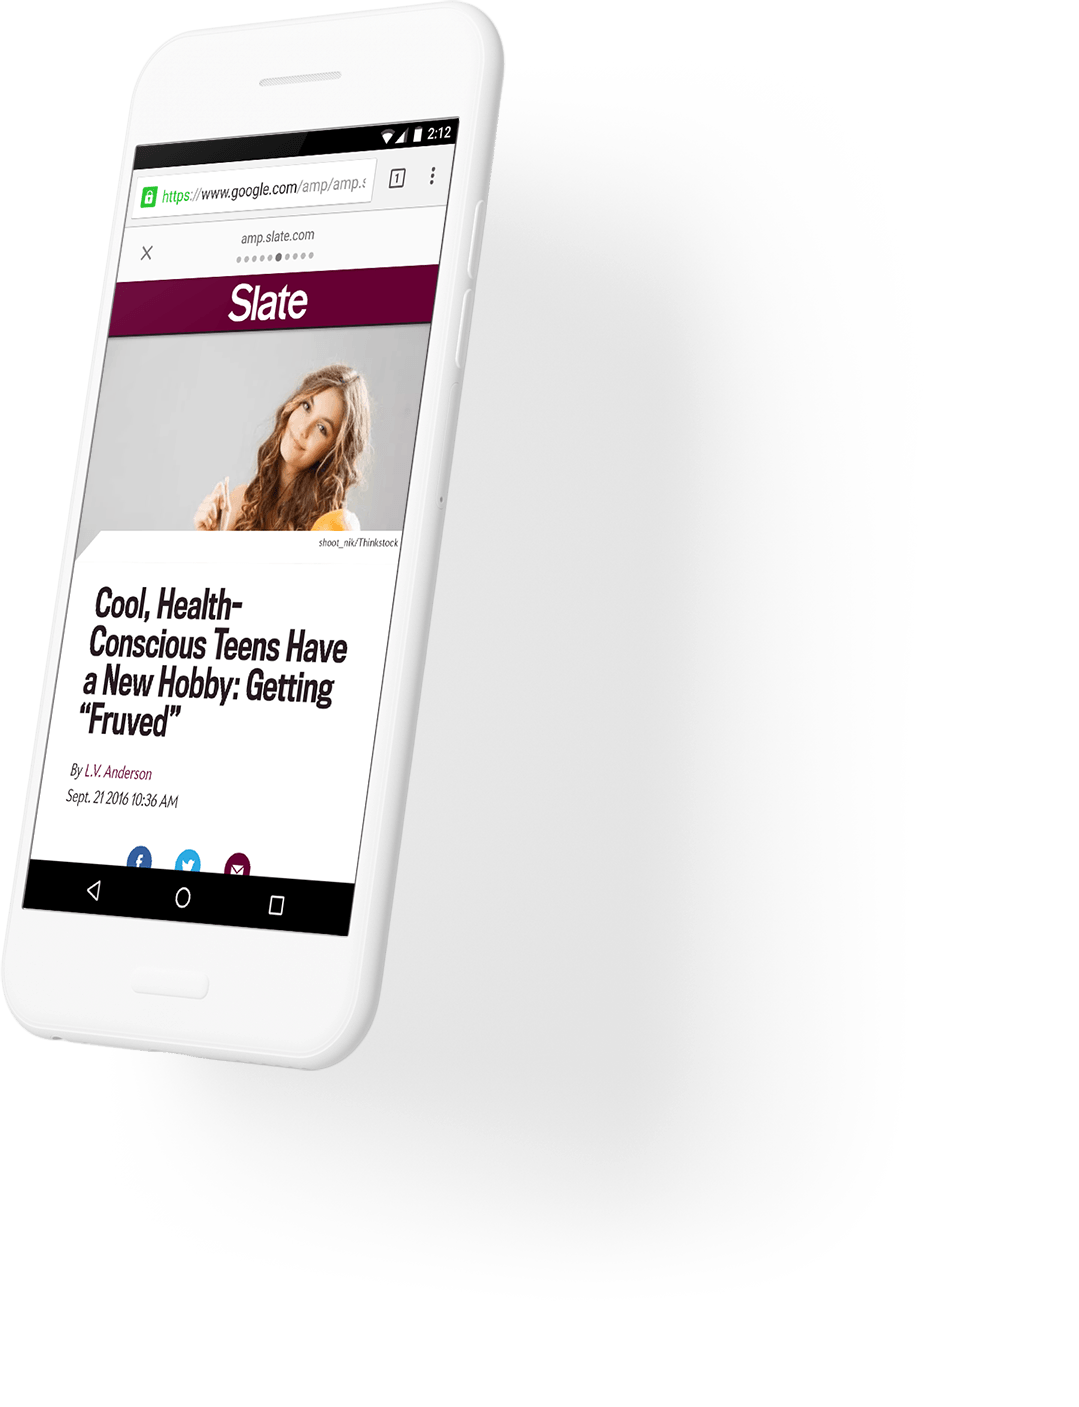 2:12
https://www.google.com/amp/amp.s
1
amp.slate.com
Slate
shoot_nik/Thinkstock
Cool, Health-
Conscious Teens Have
a New Hobby: Getting
“Fruved”
By L.V. Anderson
Sept. 21 2016 10:36 AM